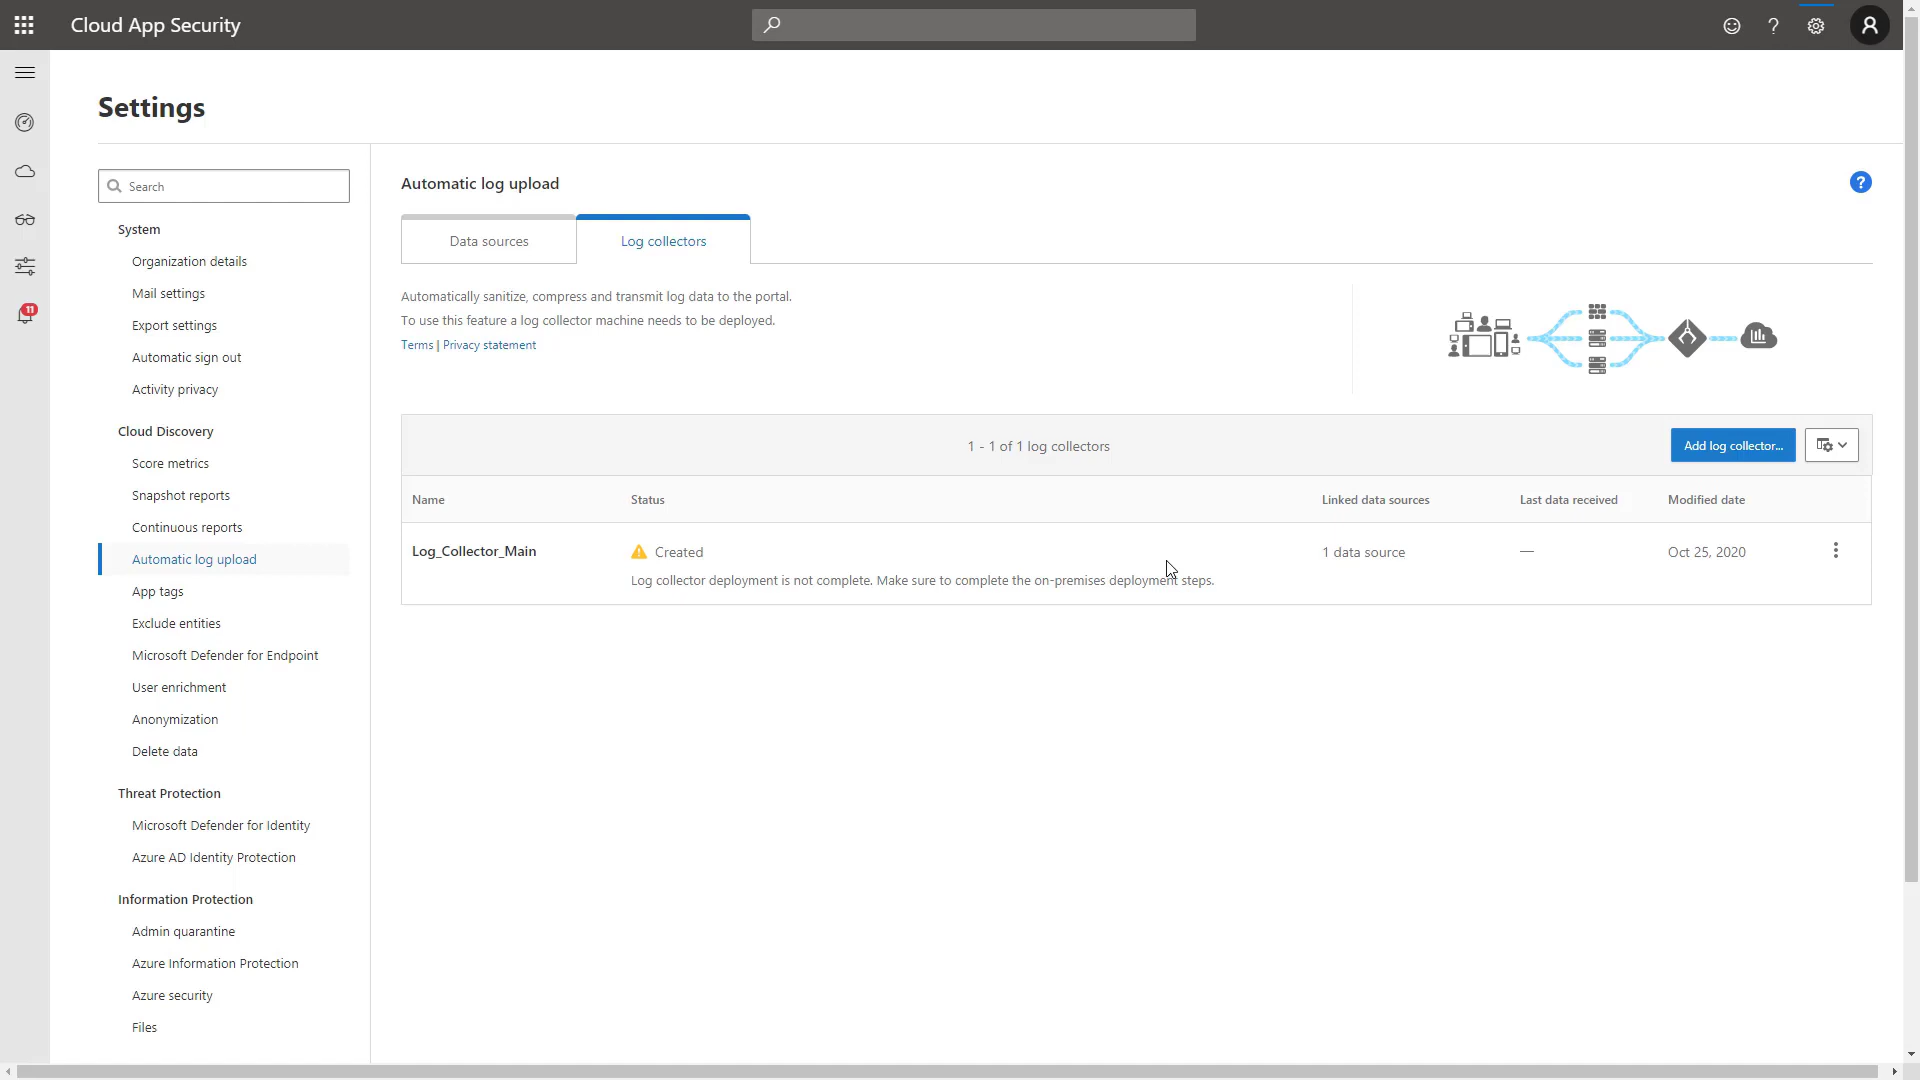 Cloud App Security
Settings
Search
System
Organization details
Mail settings
Export settings
Automatic sign out
Activity privacy
Cloud Discovery
Score metrics
Snapshot reports
Continuous reports
Automatic log upload
App tags
Exclude entities
Microsoft Defender for Endpoint
User enrichment
Anonymization
Delete data
Threat Protection
Microsoft Defender for Identity
Azure AD Identity Protection
Information Protection
Admin quarantine
Azure Information Protection
Azure security
Files
11
Automatic log upload
Data sources
Log collectors
Automatically sanitize, compress and transmit log data to the portal.
To use this feature a log collector machine needs to be deployed.
Terms | Privacy statement
1 - 1 of 1 log collectors
Add log collector...
Name Status Linked data sources Last data received Modified date
Log_Collector_Main Created 1 data source — Oct 25, 2020
Log collector deployment is not complete. Make sure to complete the on-premises deployment steps.